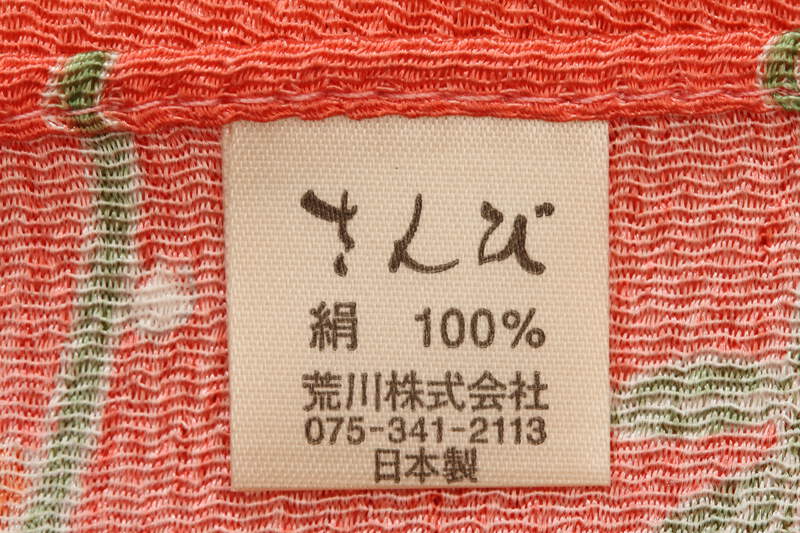 さんび
絹 100%
荒川株式会社
075-341-2113
日本製